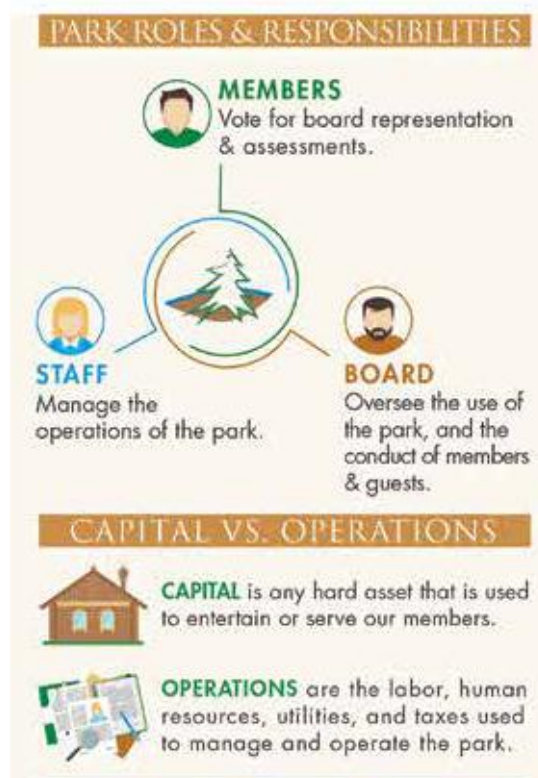 PARK ROLES & RESPONSIBILITIES
MEMBERS
Vote for board representation
& assessments.
STAFF
Manage the
operations of the park.
BOARD
Oversee the use of
the park, and the
conduct of members
& guests.
CAPITAL VS. OPERATIONS
CAPITAL is any hard asset that is used
to entertain or serve our members.
OPERATIONS are the labor, human
resources, utilities, and taxes used
to manage and operate the park.